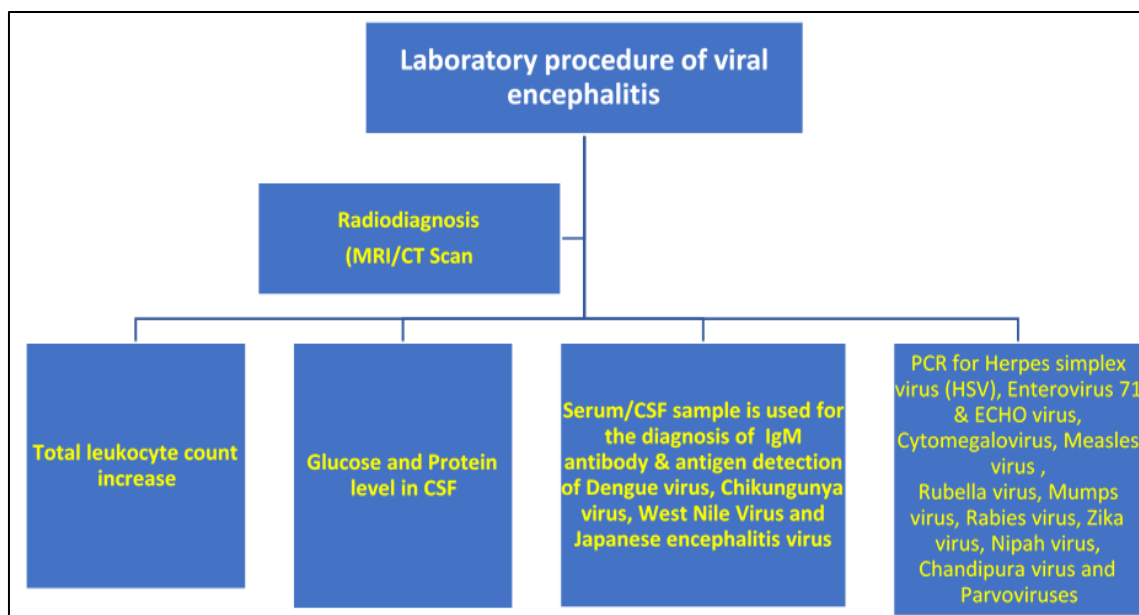 Laboratory procedure of viral
encephalitis
Radiodiagnosis
(MRI/CT Scan
Total leukocyte count
increase
Glucose and Protein
level in CSF
Serum/CSF sample is used for
the diagnosis of IgM
antibody & antigen detection
of Dengue virus, Chikungunya
virus, West Nile Virus and
Japanese encephalitis virus
PCR for Herpes simplex
virus (HSV), Enterovirus 71
& ECHO virus,
Cytomegalovirus, Measles
virus ,
Rubella virus, Mumps
virus, Rabies virus, Zika
virus, Nipah virus,
Chandipura virus and
Parvoviruses